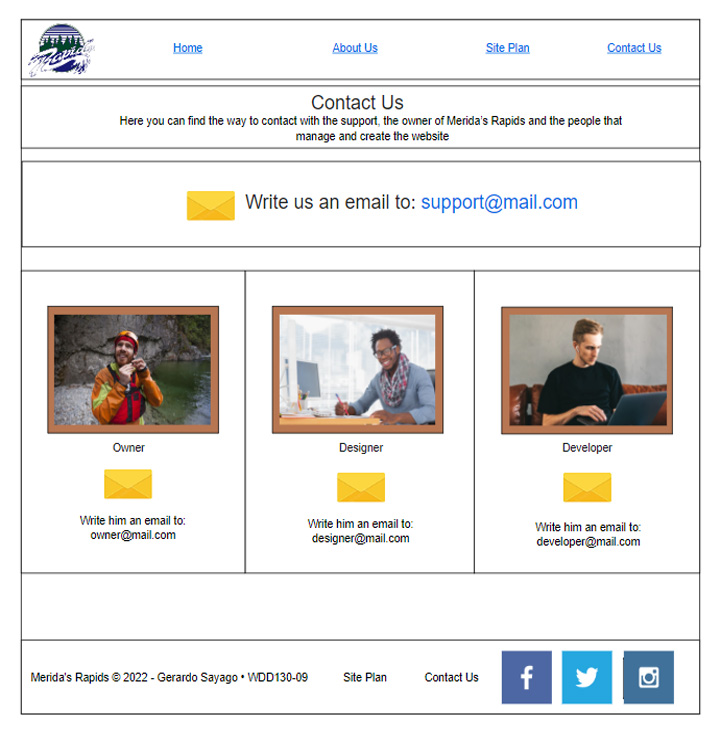 Rapids
Home
About Us
Site Plan
Contact Us
Contact Us
Here you can find the way to contact with the support, the owner of Merida's Rapids and the people that
manage and create the website
Write us an email to: support@mail.com
Owner
Write him an email to:
owner@mail.com
Designer
Write him an email to:
designer@mail.com
Developer
Write him an email to:
developer@mail.com
Merida's Rapids © 2022 - Gerardo Sayago • WDD130-09
Site Plan
Contact Us